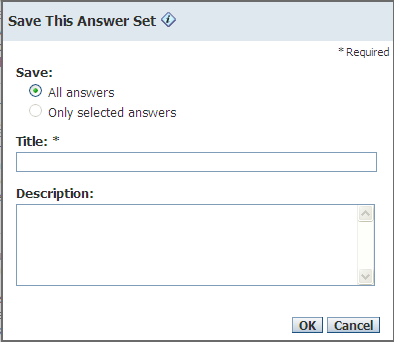 Save This Answer Set
* Required
Save:
All answers
Only selected answers
Title: *
Description:
OK Cancel